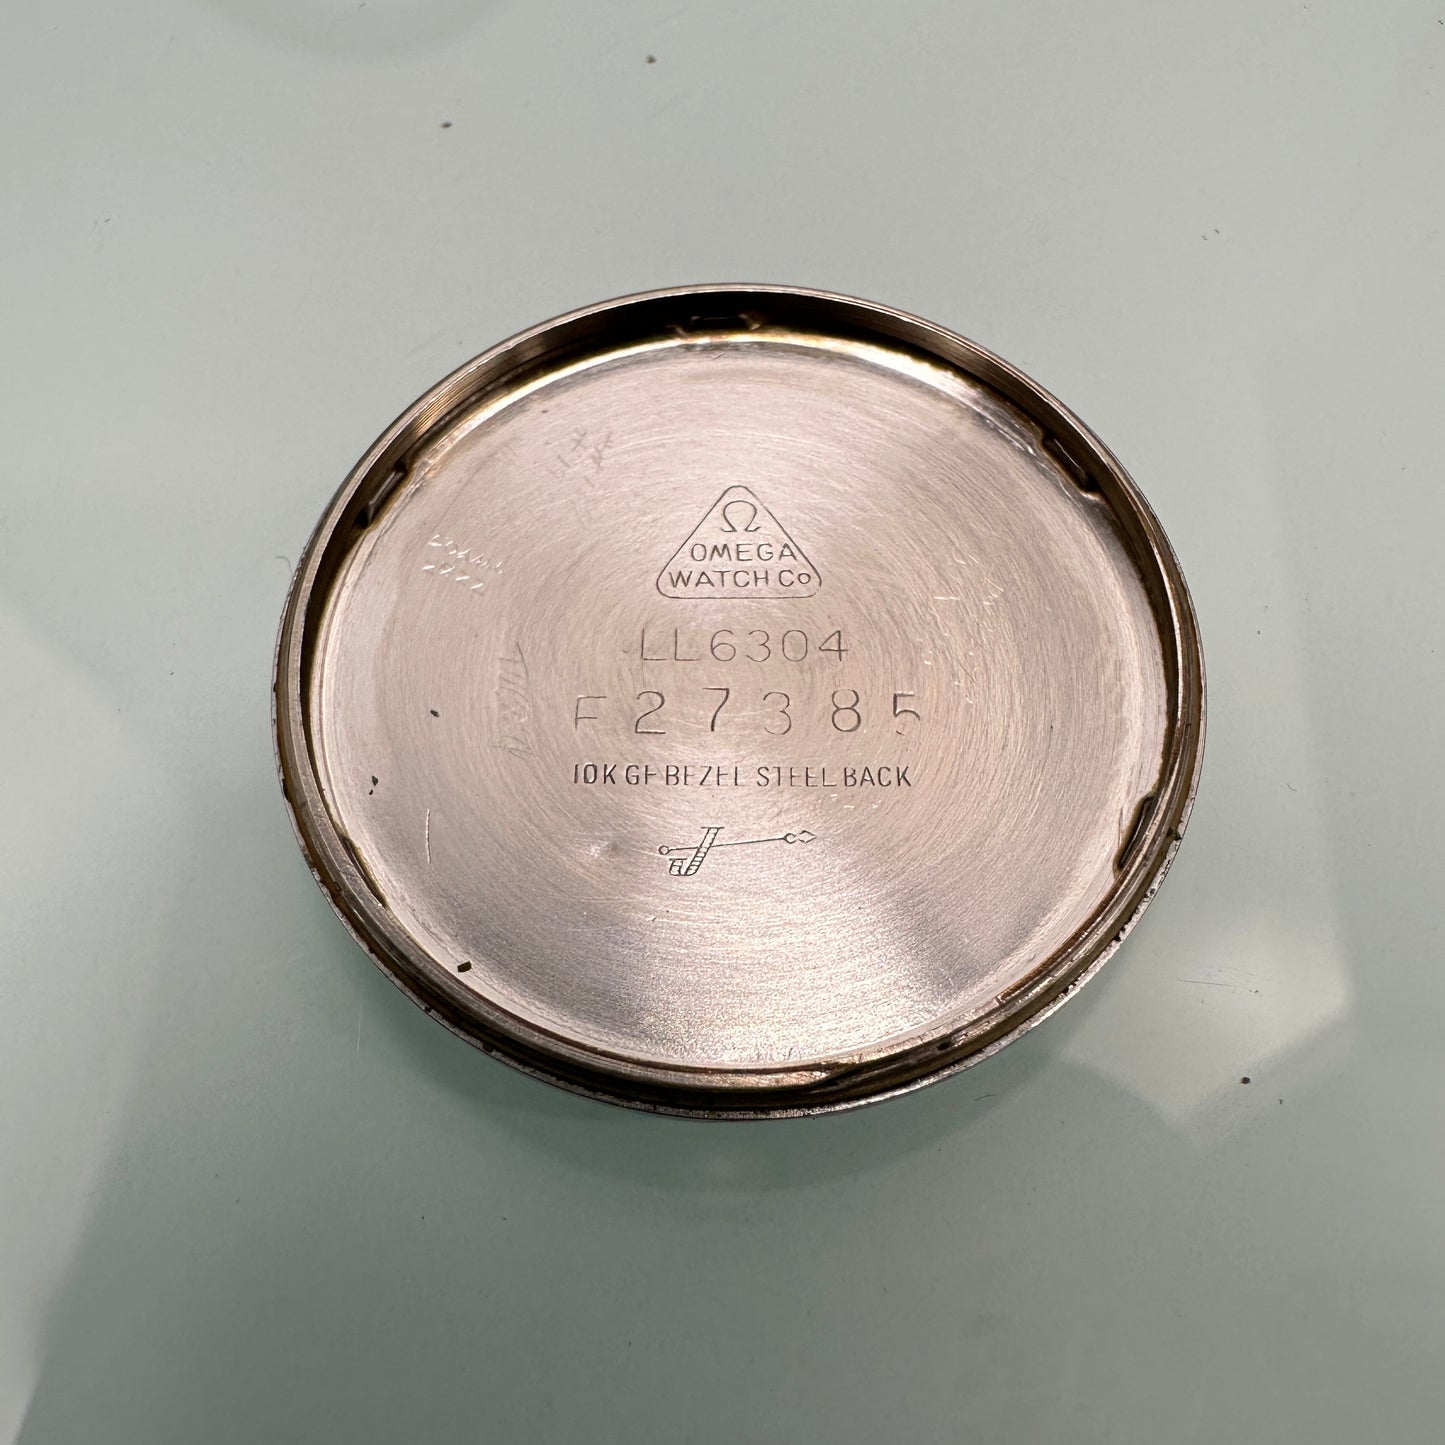 Ω
OMEGA
WATCH Co
LL6304
F27385
10K GF BEZEL STEEL BACK
J